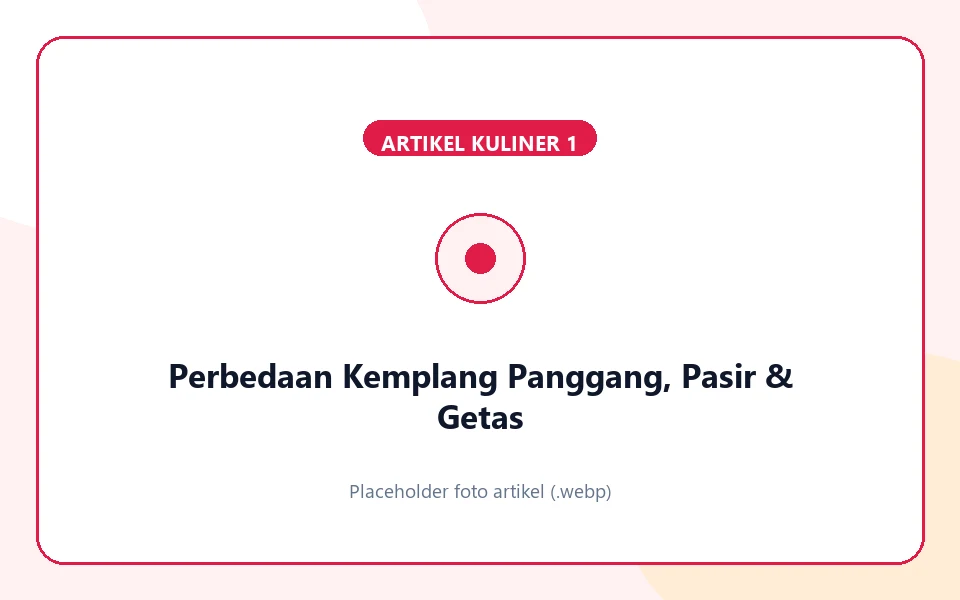 ARTIKEL KULINER 1
Perbedaan Kemplang Panggang, Pasir &
Getas
Placeholder foto artikel (.webp)